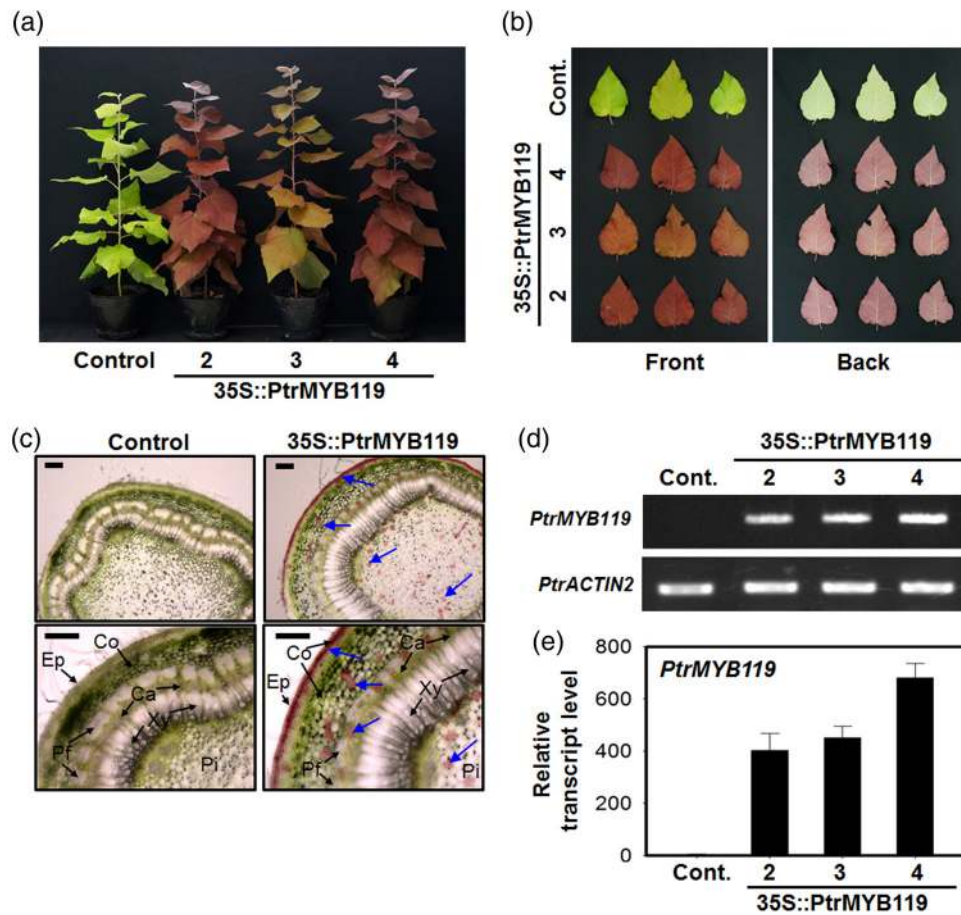 (a)
Control 2 3 4
35S::PtrMYB119
(b)
Cont.
35S::PtrMYB119
4
3
2
Front Back
(c)
Control 35S::PtrMYB119
Co
Ep
Ca
Xy
Pf
Pi
Co
Ca
Ep
Xy
Pf
Pi
(d)
35S::PtrMYB119
Cont. 2 3 4
PtrMYB119
PtrACTIN2
(e)
PtrMYB119
Relative
transcript level
800
600
400
200
0
Cont. 2 3 4
35S::PtrMYB119